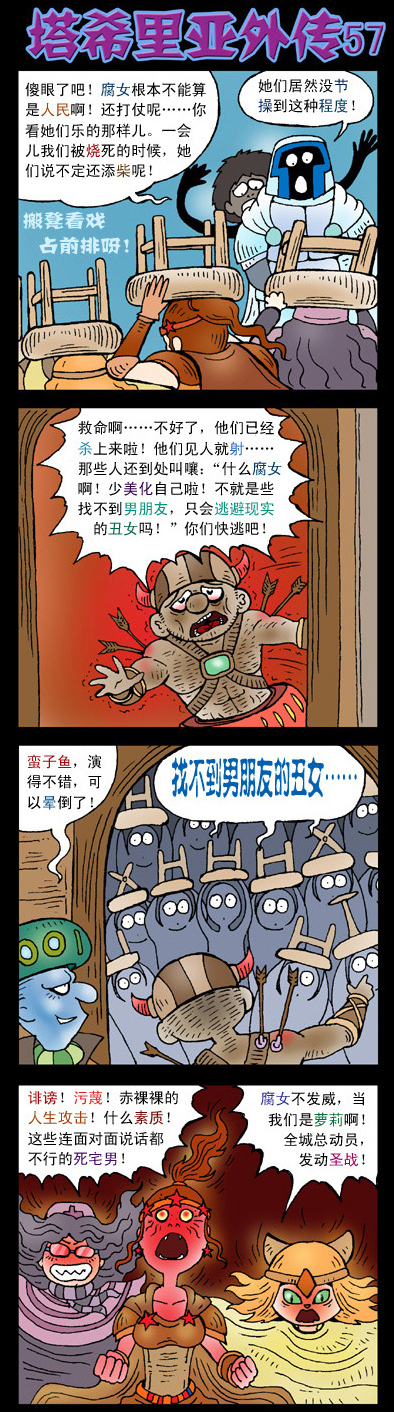 塔希里亚外传57
傻眼了吧！腐女根本不能算
是人民啊！还打仗呢……你
看她们乐的那样儿。一会
儿我们被烧死的时候，她
们说不定还添柴呢！
她们居然没节
操到这种程度！
搬凳看戏
占前排呀！
救命啊……不好了，他们已经
杀上来啦！他们见人就射……
那些人还到处叫嚷：“什么腐女
啊！少美化自己啦！不就是些
找不到男朋友，只会逃避现实
的丑女吗！”你们快逃吧！
蛮子鱼，演
得不错，可
以晕倒了！
找不到男朋友的丑女……
诽谤！污蔑！赤裸裸的
人生攻击！什么素质！
这些连面对面说话都
不行的死宅男！
腐女不发威，当
我们是萝莉啊！
全城总动员，
发动圣战！